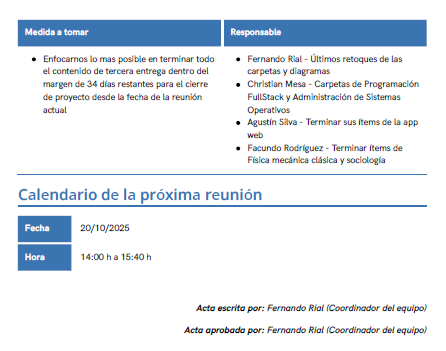 Medida a tomar
Responsable
● Enfocarnos lo mas posible en terminar todo
el contenido de tercera entrega dentro del
margen de 34 días restantes para el cierre
de proyecto desde la fecha de la reunión
actual
● Fernando Rial - Últimos retoques de las
carpetas y diagramas
● Christian Mesa - Carpetas de Programación
FullStack y Administración de Sistemas
Operativos
● Agustín Silva - Terminar sus ítems de la app
web
● Facundo Rodríguez - Terminar ítems de
Física mecánica clásica y sociología
Calendario de la próxima reunión
Fecha 20/10/2025
Hora 14:00 h a 15:40 h
Acta escrita por: Fernando Rial (Coordinador del equipo)
Acta aprobada por: Fernando Rial (Coordinador del equipo)